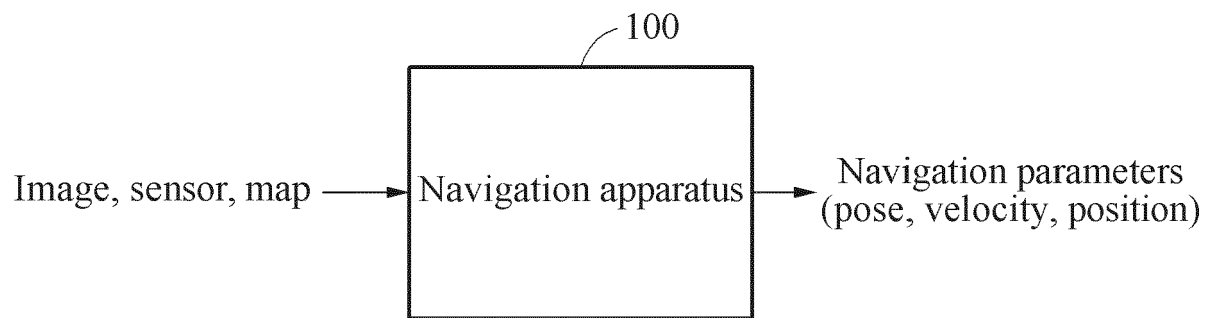 100
Image, sensor, map
Navigation apparatus
Navigation parameters
(pose, velocity, position)